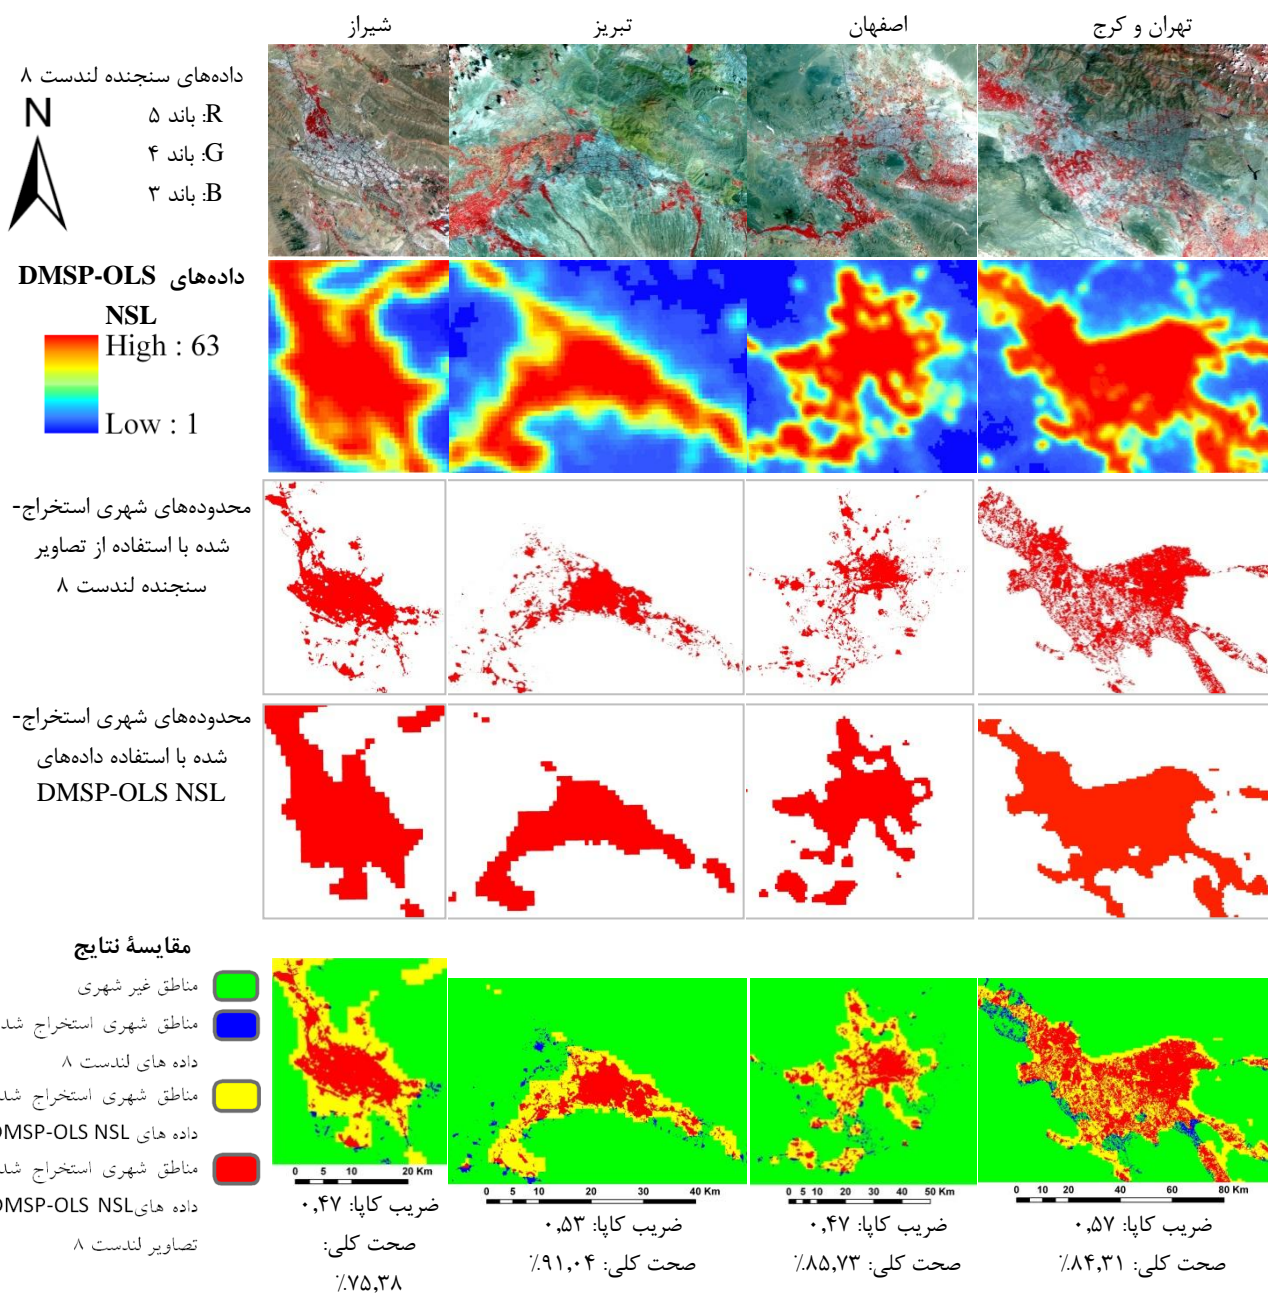 تهران و کرج
اصفهان
تبریز
شیراز
داده‌های سنجنده لندست ۸
R: باند ۵
G: باند ۴
B: باند ۳
N
داده‌های DMSP-OLS
NSL
High : 63
Low : 1
محدوده‌های شهری استخراج-
شده با استفاده از تصاویر
سنجنده لندست ۸
محدوده‌های شهری استخراج-
شده با استفاده داده‌های
DMSP-OLS NSL
مقایسهٔ نتایج
مناطق غیر شهری
مناطق شهری استخراج شد
داده های لندست ۸
مناطق شهری استخراج شد
داده های DMSP-OLS NSL
مناطق شهری استخراج شد
داده های DMSP-OLS NSL
تصاویر لندست ۸
0 10 20 40 60 80 Km
ضریب کاپا: ۰,۵۷
صحت کلی: ۸۴,۳۱٪
0 5 10 20 30 40 50 Km
ضریب کاپا: ۰,۴۷
صحت کلی: ۸۵,۷۳٪
0 5 10 20 30 40 Km
ضریب کاپا: ۰,۵۳
صحت کلی: ۹۱,۰۴٪
0 5 10 20 Km
ضریب کاپا: ۰,۴۷
صحت کلی:
۷۵,۳۸٪